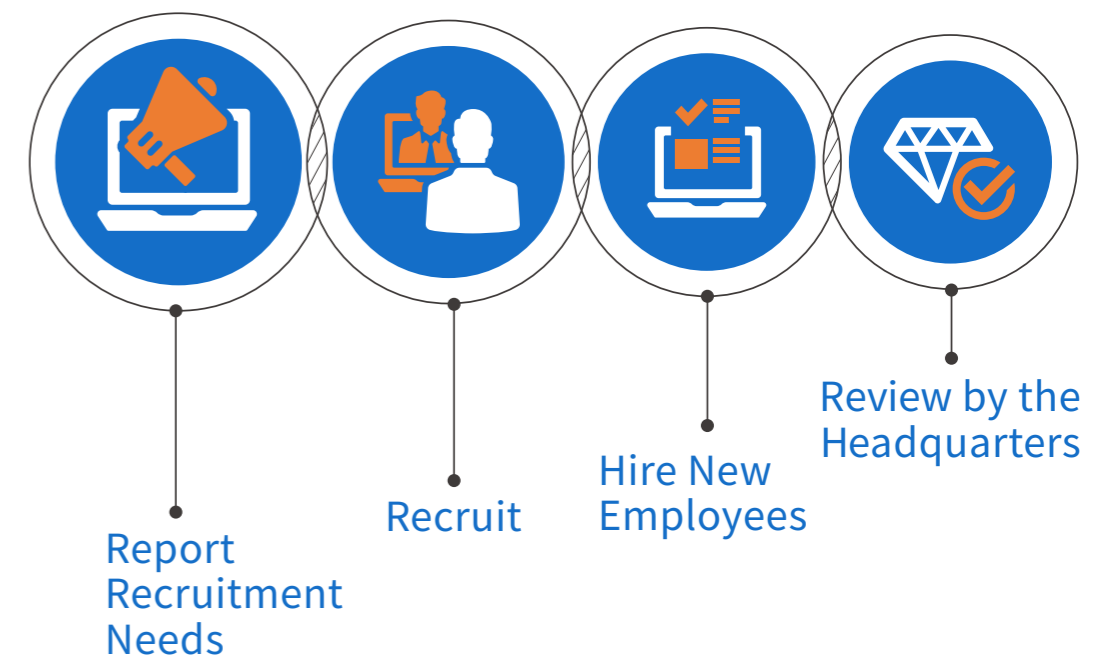 Report
Recruitment
Needs
Recruit
Hire New
Employees
Review by the
Headquarters